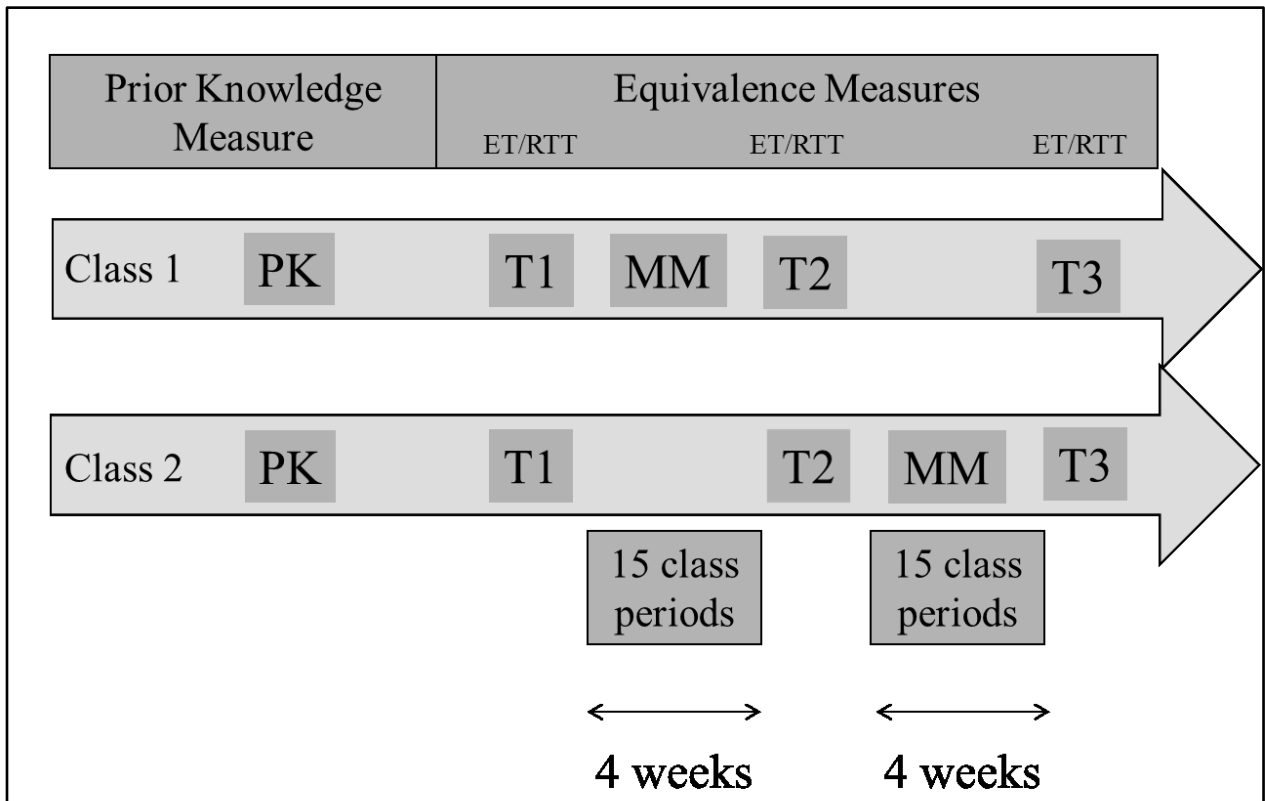 Prior Knowledge
Measure
Equivalence Measures
ET/RTT ET/RTT ET/RTT
Class 1 PK T1 MM T2 T3
Class 2 PK T1 T2 MM T3
15 class
periods
15 class
periods
4 weeks 4 weeks